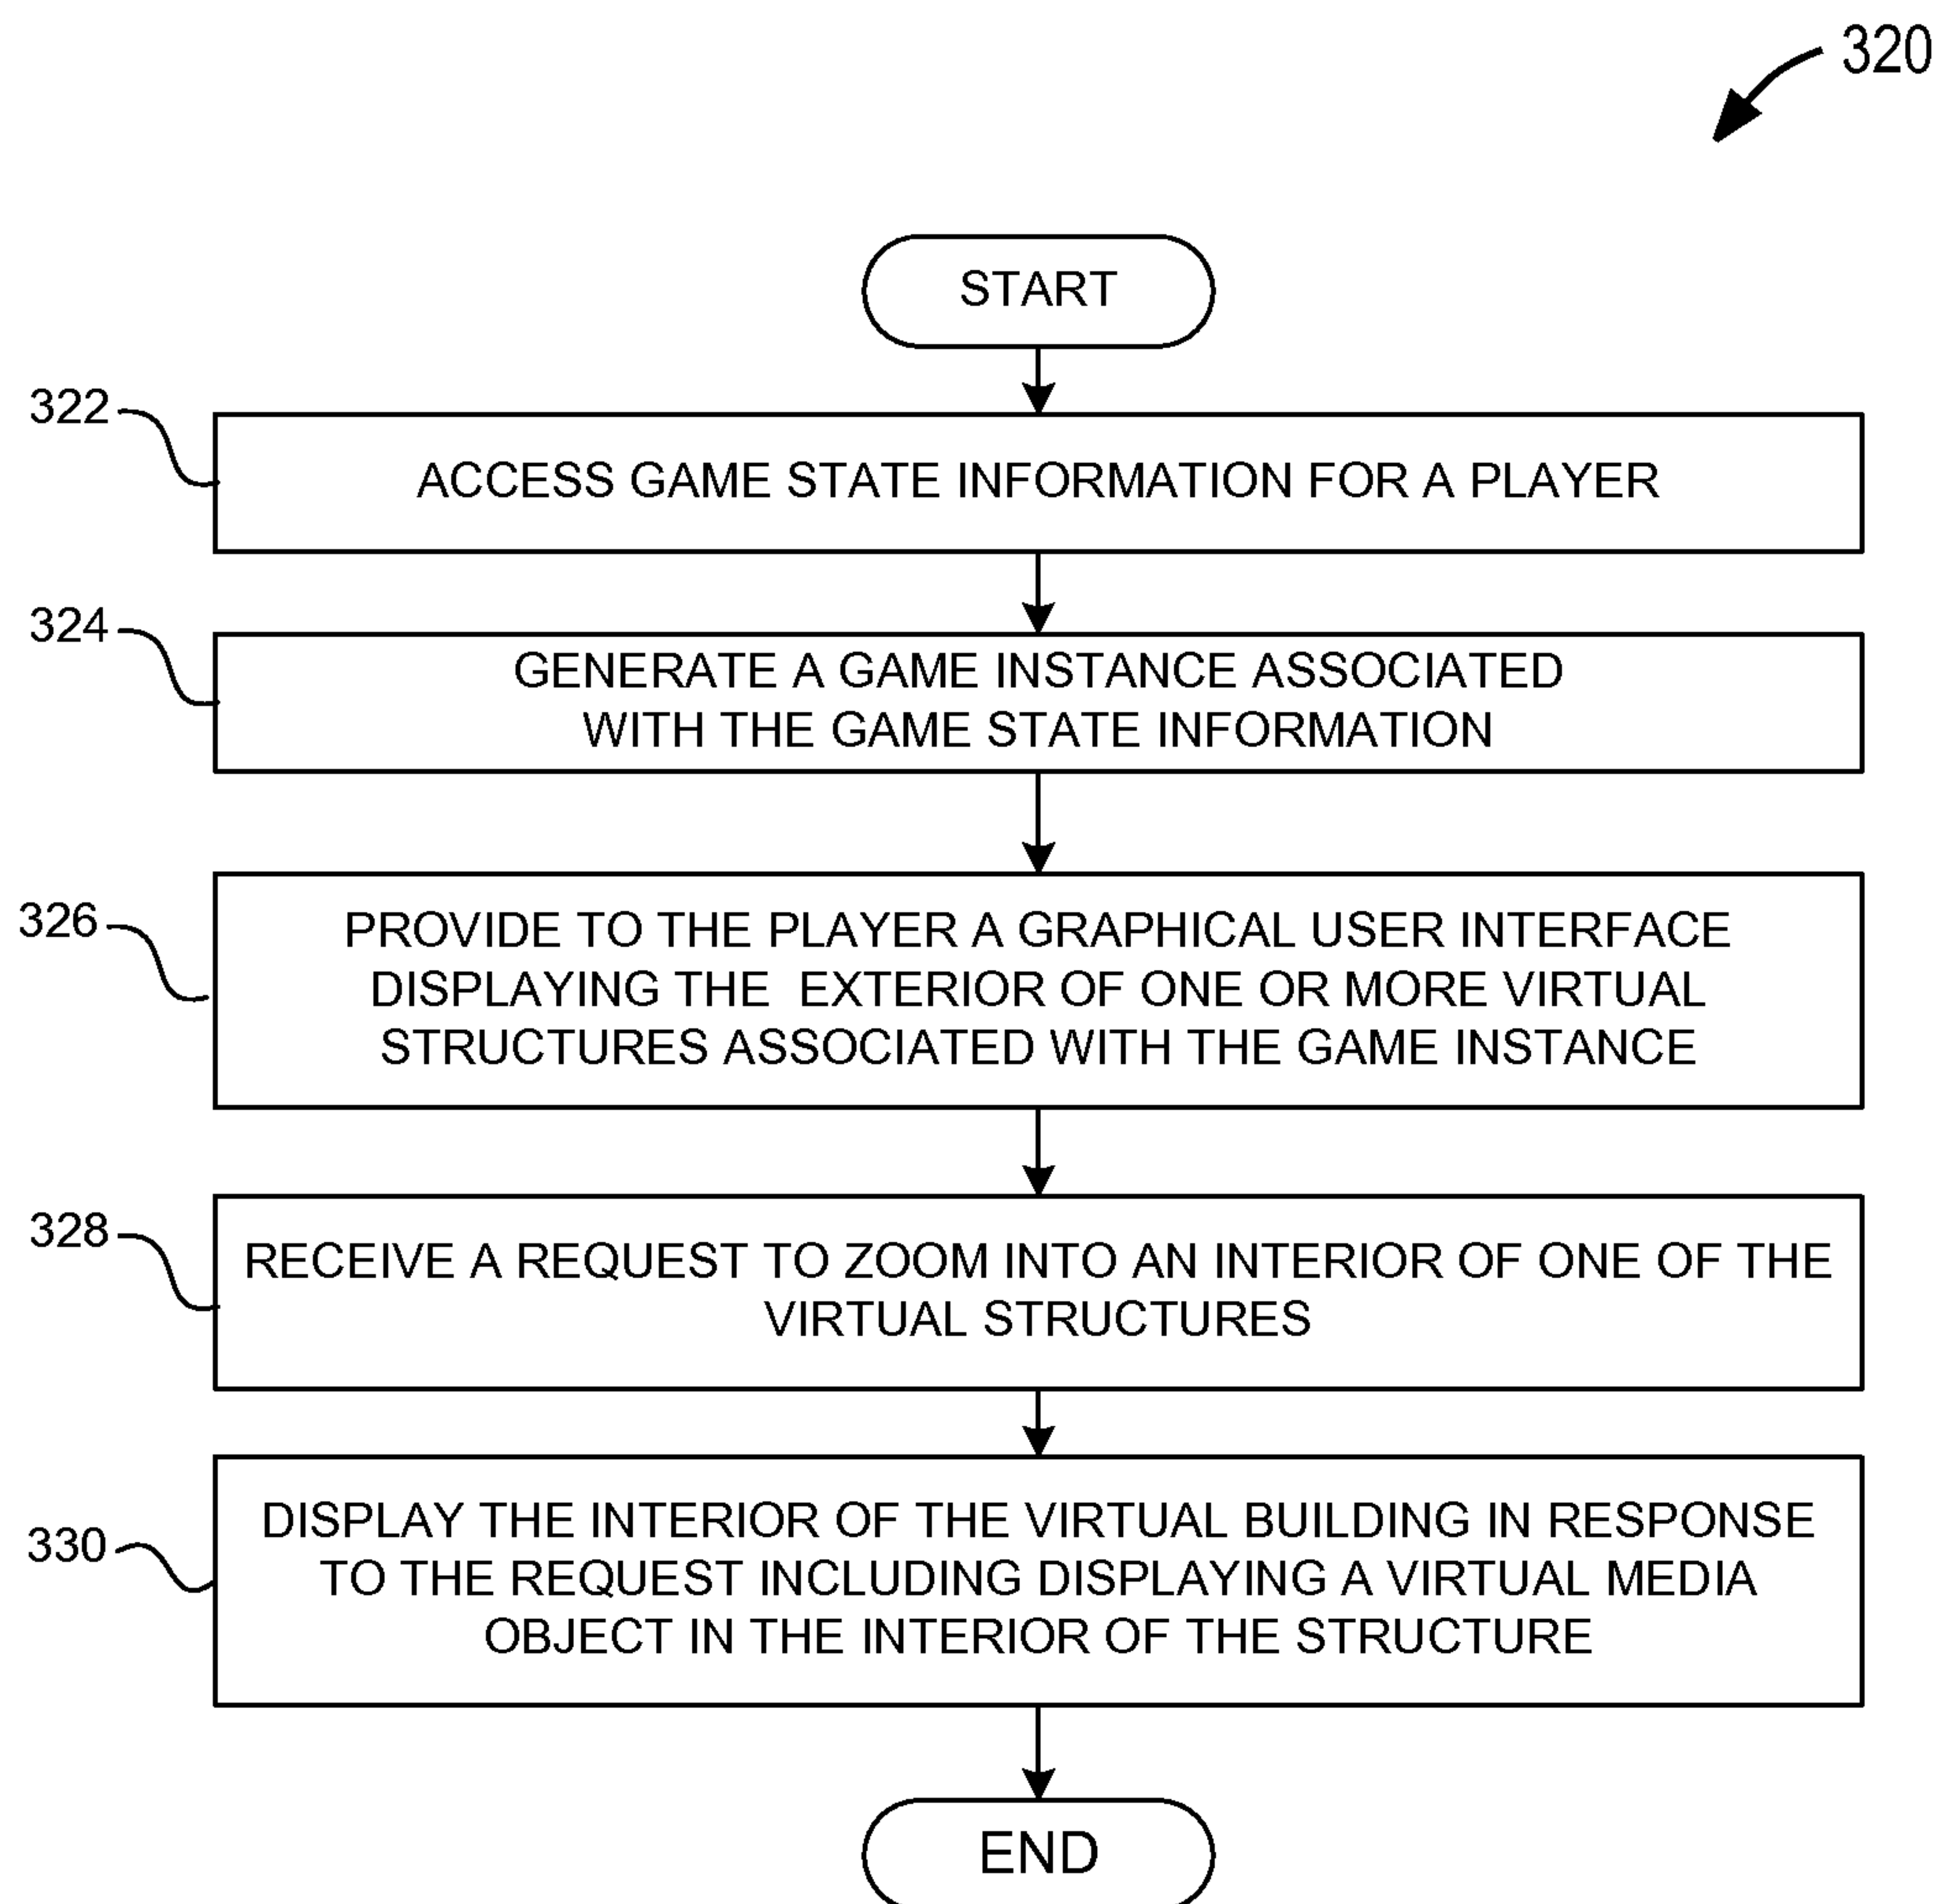 320
START
322
ACCESS GAME STATE INFORMATION FOR A PLAYER
324
GENERATE A GAME INSTANCE ASSOCIATED
WITH THE GAME STATE INFORMATION
326
PROVIDE TO THE PLAYER A GRAPHICAL USER INTERFACE
DISPLAYING THE EXTERIOR OF ONE OR MORE VIRTUAL
STRUCTURES ASSOCIATED WITH THE GAME INSTANCE
328
RECEIVE A REQUEST TO ZOOM INTO AN INTERIOR OF ONE OF THE
VIRTUAL STRUCTURES
330
DISPLAY THE INTERIOR OF THE VIRTUAL BUILDING IN RESPONSE
TO THE REQUEST INCLUDING DISPLAYING A VIRTUAL MEDIA
OBJECT IN THE INTERIOR OF THE STRUCTURE
END